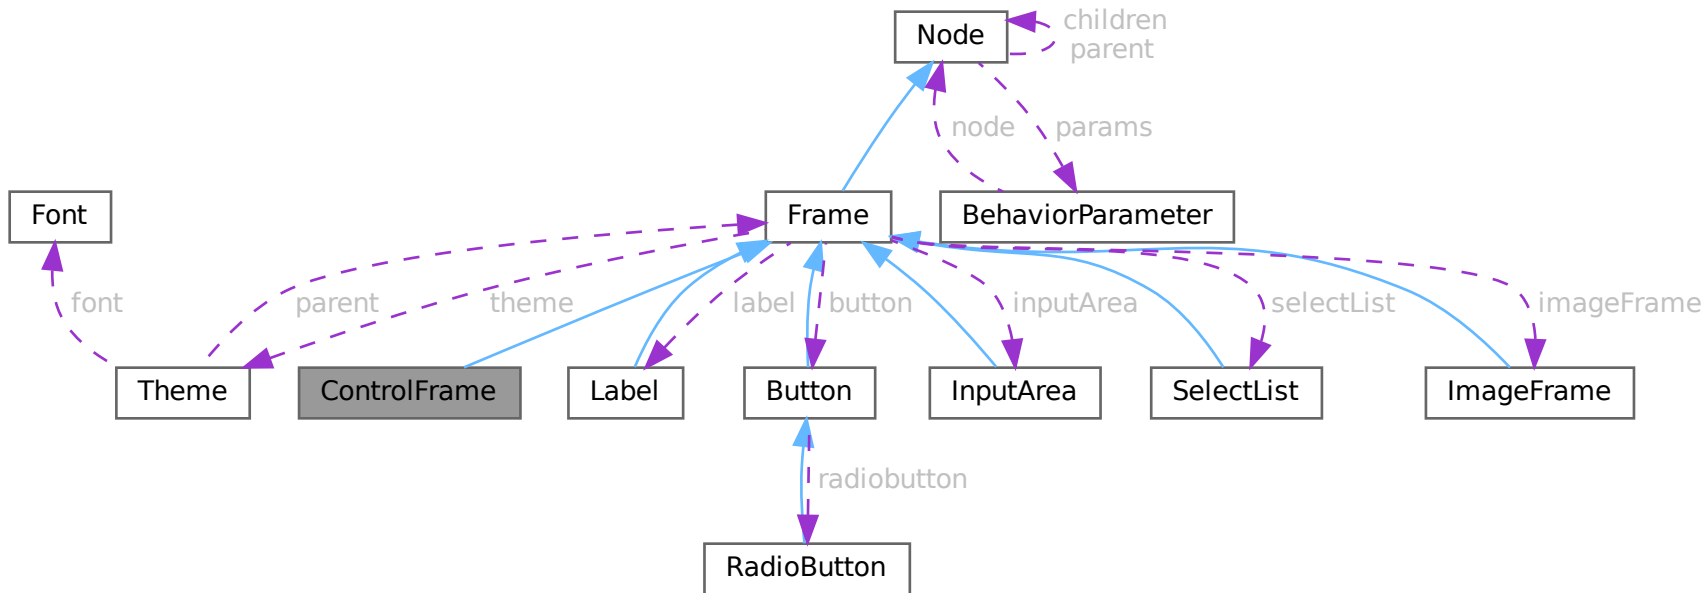 Node
children
parent
node
params
Font
Frame
BehaviorParameter
font
parent
theme
label
button
inputArea
selectList
imageFrame
Theme
ControlFrame
Label
Button
InputArea
SelectList
ImageFrame
radiobutton
RadioButton